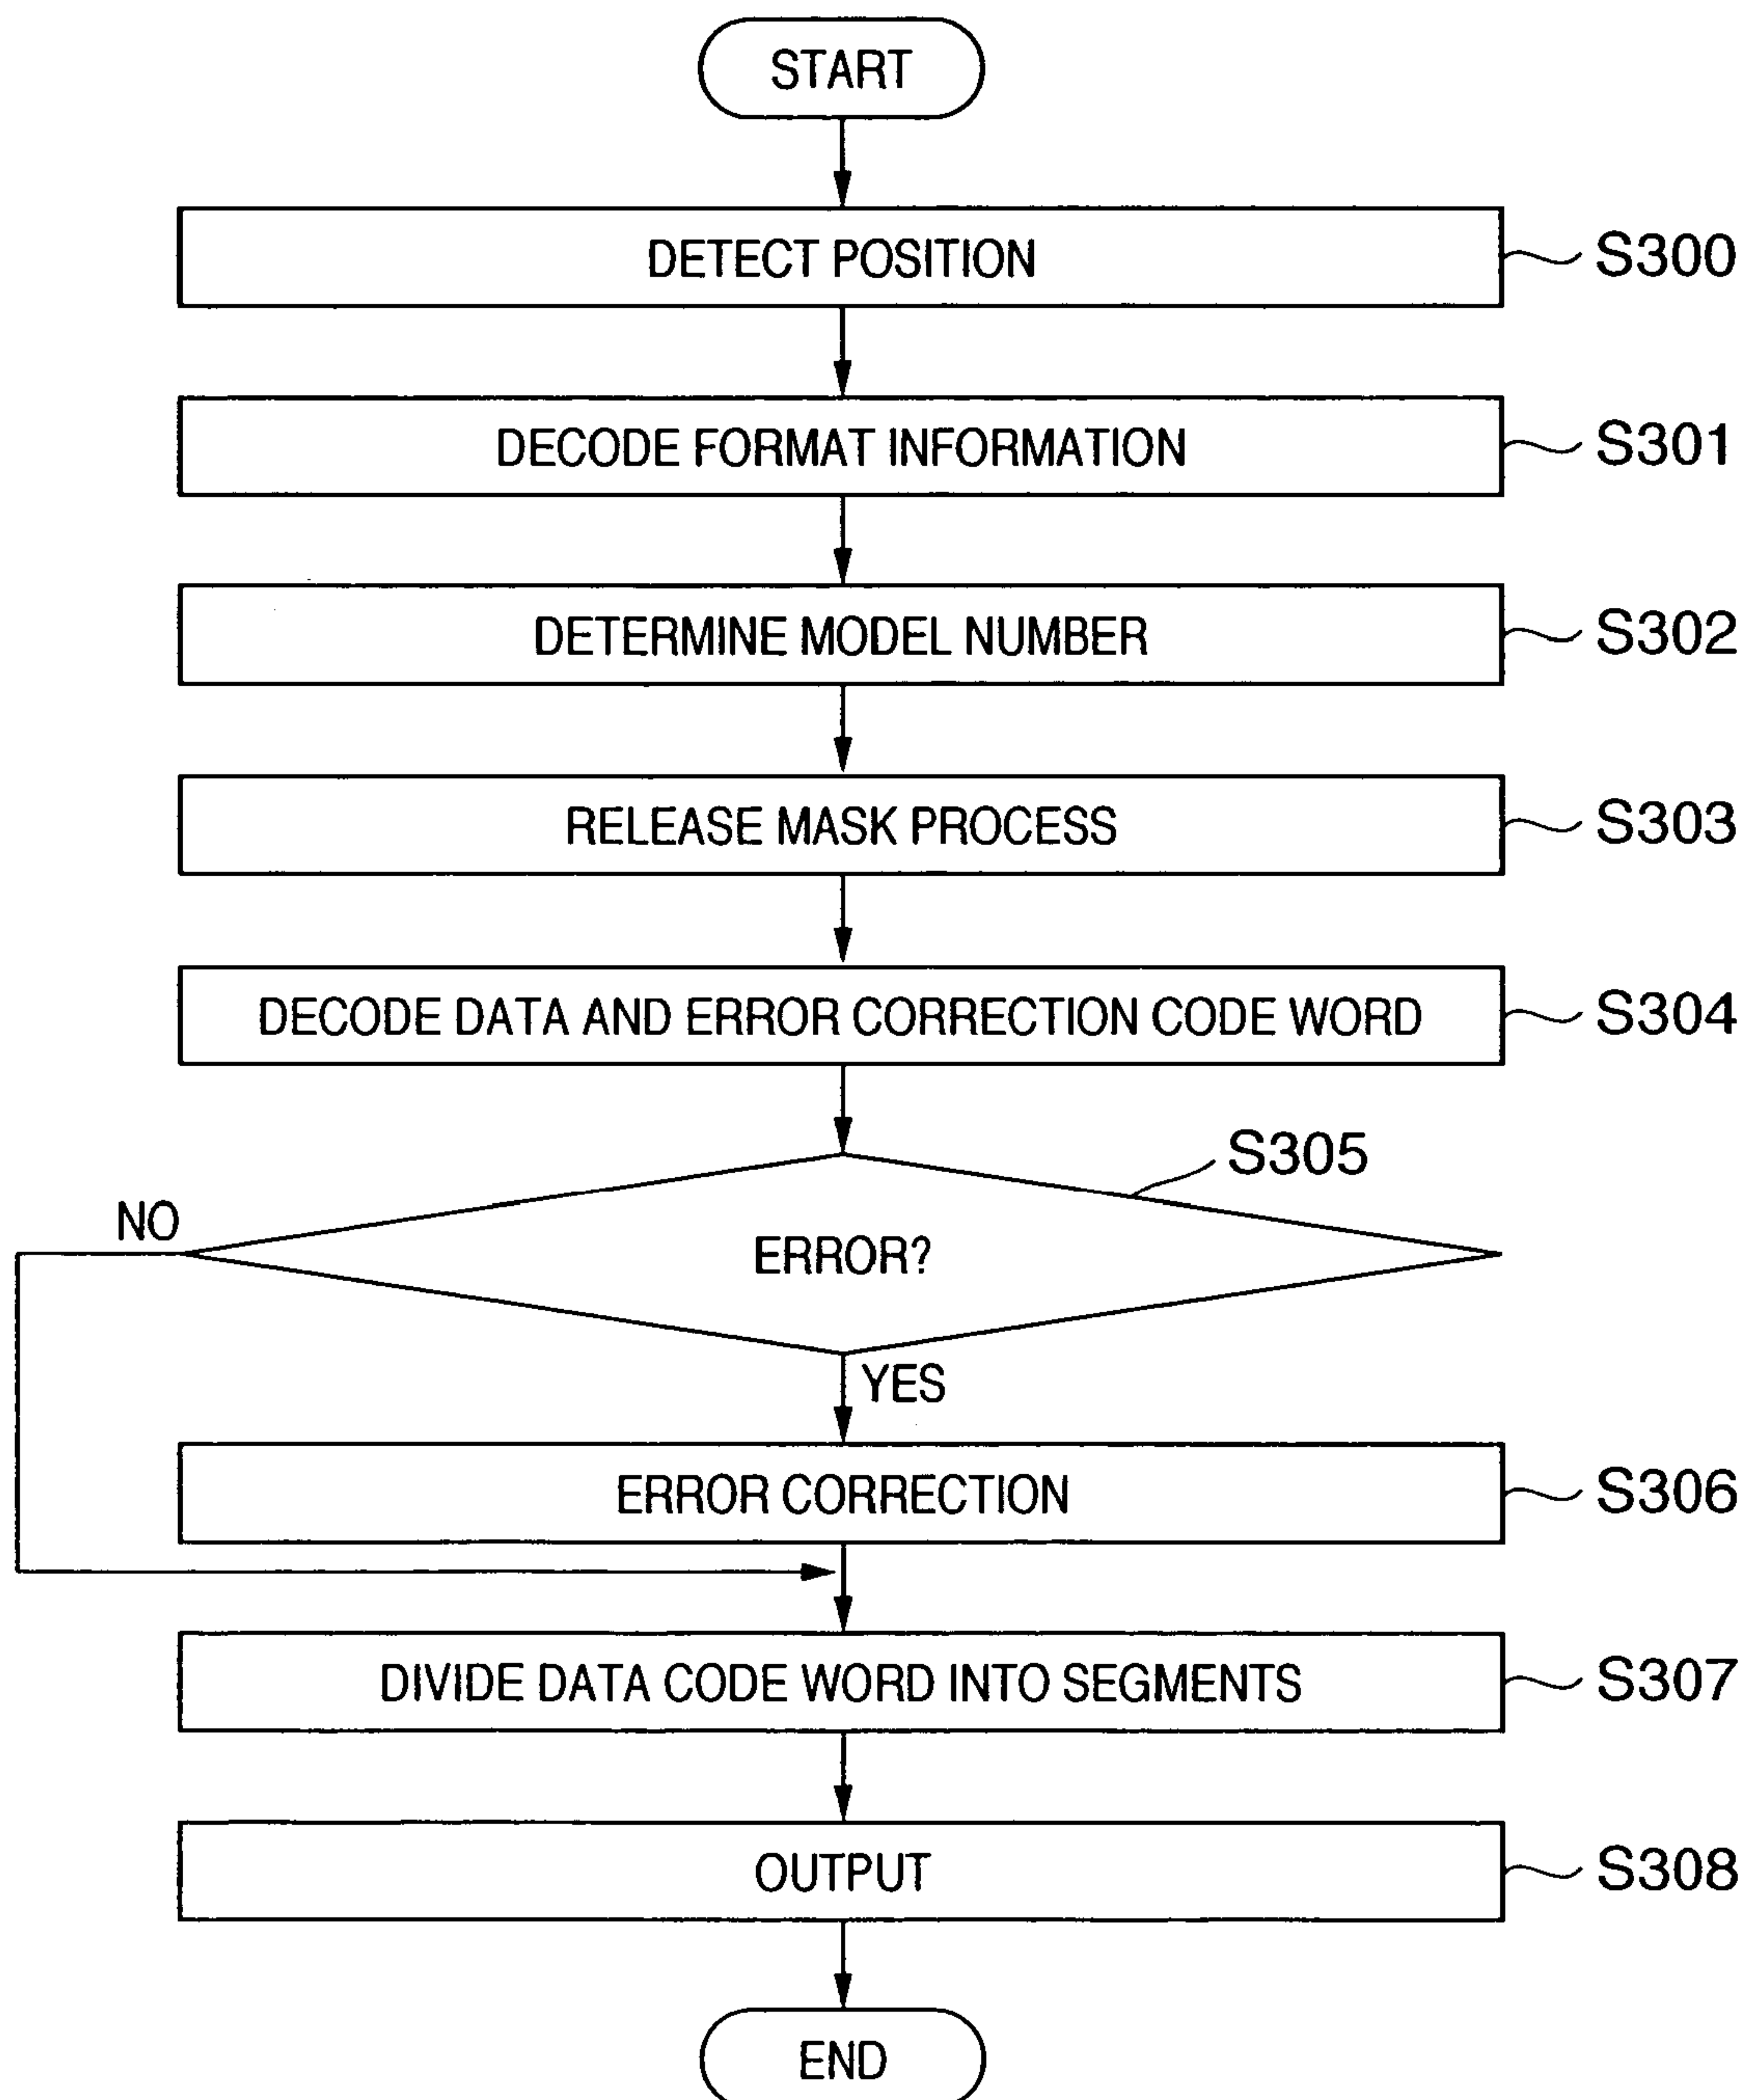 START
DETECT POSITION
S300
DECODE FORMAT INFORMATION
S301
DETERMINE MODEL NUMBER
S302
RELEASE MASK PROCESS
S303
DECODE DATA AND ERROR CORRECTION CODE WORD
S304
S305
NO
ERROR?
YES
ERROR CORRECTION
S306
DIVIDE DATA CODE WORD INTO SEGMENTS
S307
OUTPUT
S308
END